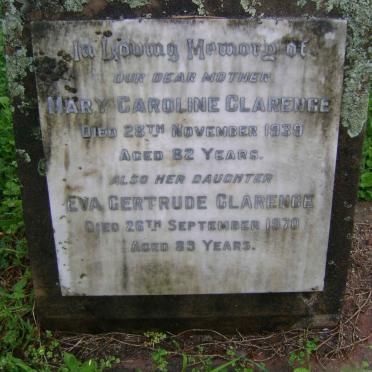 In Loving Memory of
OUR DEAR MOTHER
MARY CAROLINE CLARENCE
DIED 28TH NOVEMBER 1939
AGED 82 YEARS.
ALSO HER DAUGHTER
EVA GERTRUDE CLARENCE
DIED 26TH SEPTEMBER 1970
AGED 83 YEARS.